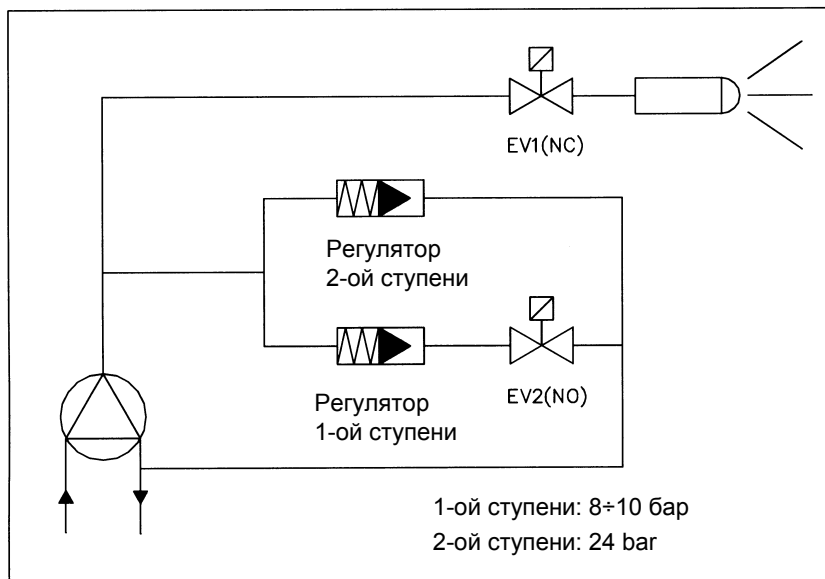 EV1(NC)
Регулятор
2-ой ступени
EV2(NO)
Регулятор
1-ой ступени
1-ой ступени: 8÷10 бар
2-ой ступени: 24 bar